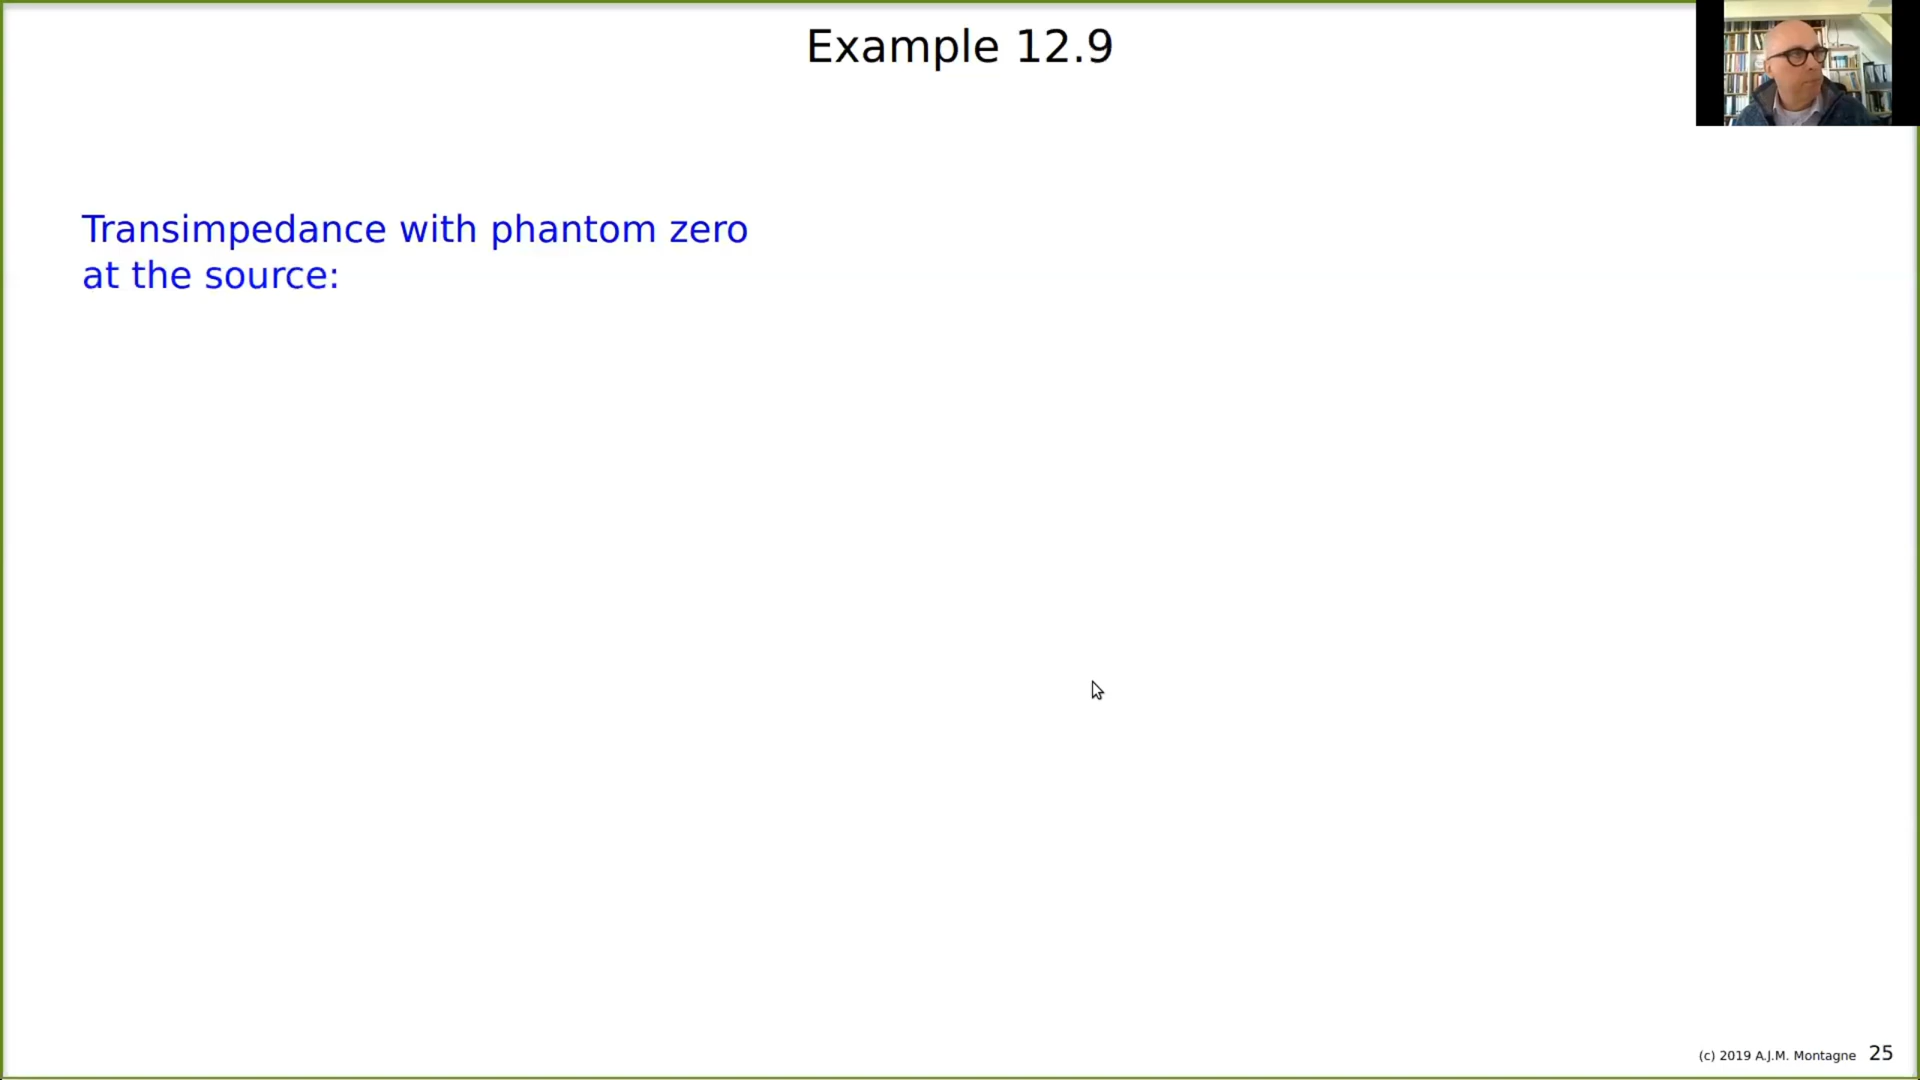 Example 12.9
Transimpedance with phantom zero
at the source:
(c) 2019 A.J.M. Montagne 25